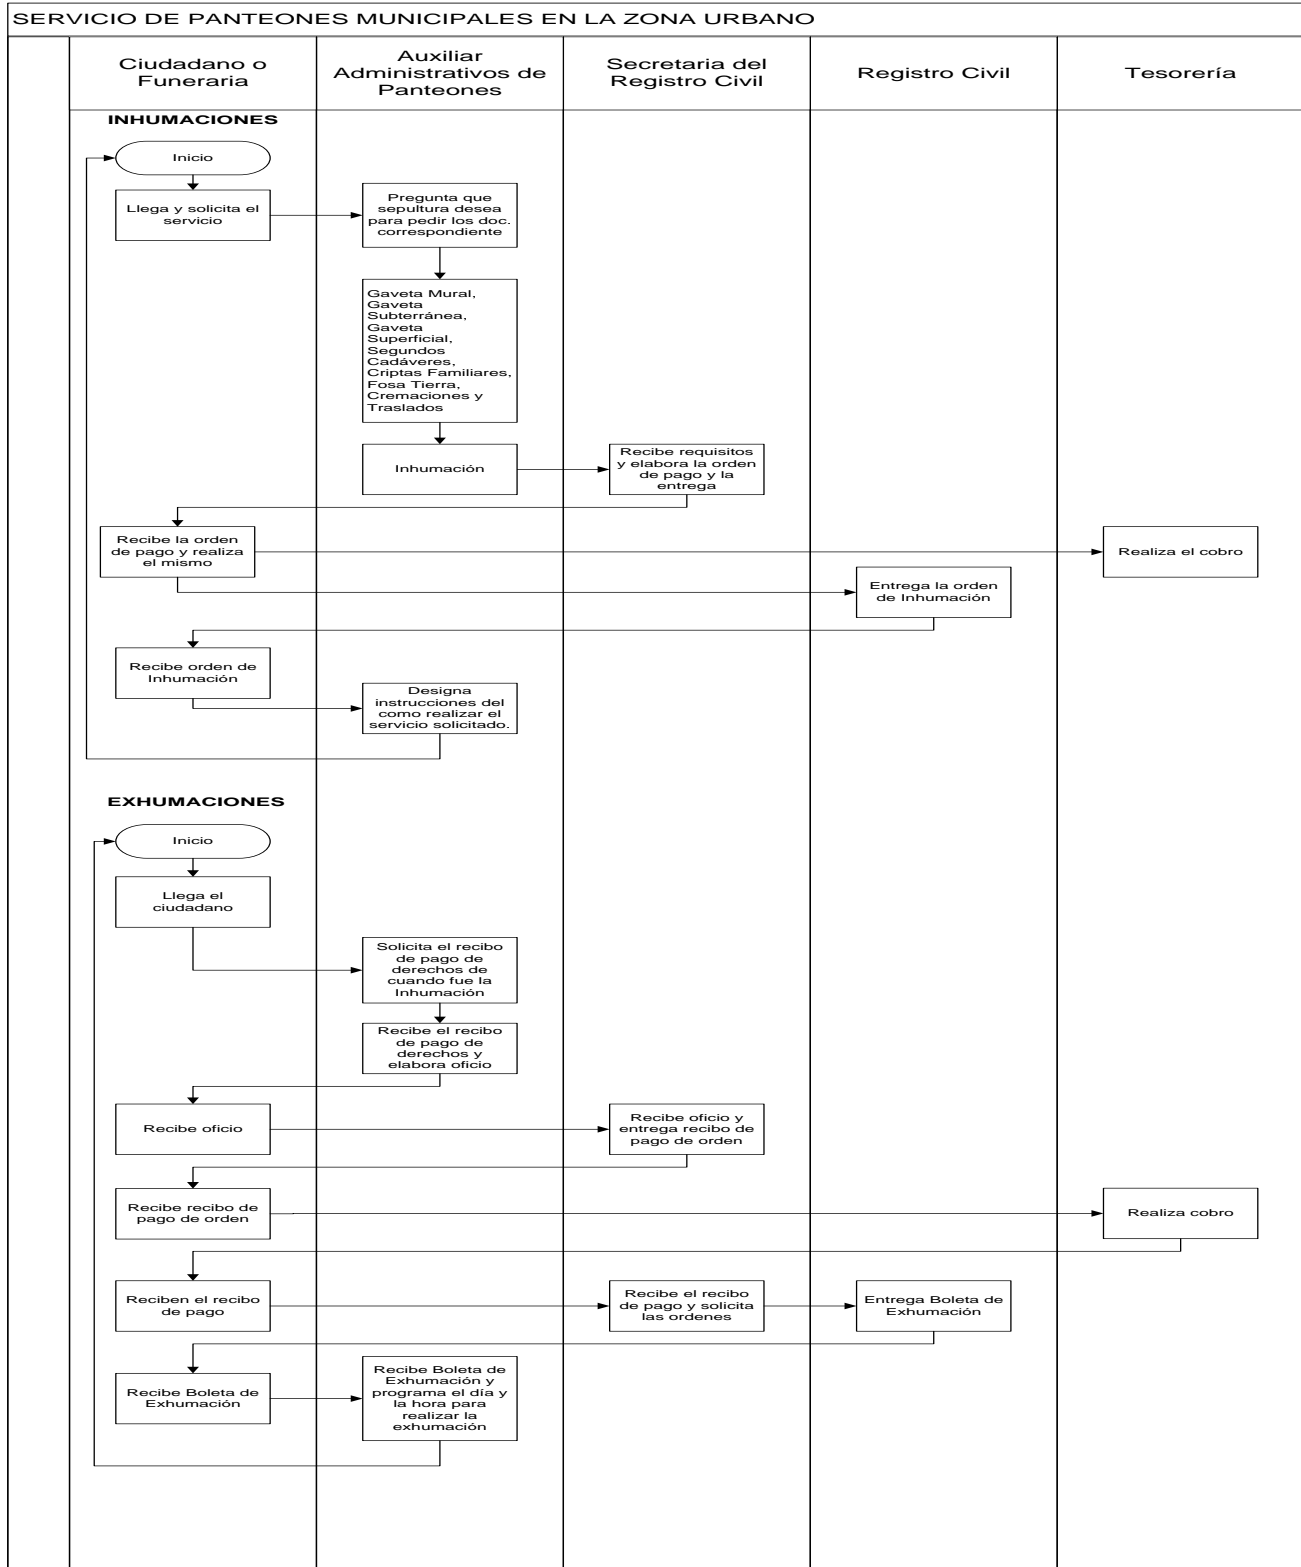 SERVICIO DE PANTEONES MUNICIPALES EN LA ZONA URBANO
Ciudadano o
Funeraria
Auxiliar
Administrativos de
Panteones
Secretaria del
Registro Civil
Registro Civil
Tesorería
INHUMACIONES
Inicio
Llega y solicita el
servicio
Pregunta que
sepultura desea
para pedir los doc.
correspondiente
Gaveta Mural,
Gaveta
Subterránea,
Gaveta
Superficial,
Segundos
Cadáveres,
Criptas Familiares,
Fosa Tierra,
Cremaciones y
Traslados
Inhumación
Recibe requisitos
y elabora la orden
de pago y la
entrega
Recibe la orden
de pago y realiza
el mismo
Realiza el cobro
Entrega la orden
de Inhumación
Recibe orden de
Inhumación
Designa
instrucciones del
como realizar el
servicio solicitado.
EXHUMACIONES
Inicio
Llega el
ciudadano
Solicita el recibo
de pago de
derechos de
cuando fue la
Inhumación
Recibe el recibo
de pago de
derechos y
elabora oficio
Recibe oficio
Recibe oficio y
entrega recibo de
pago de orden
Recibe recibo de
pago de orden
Realiza cobro
Reciben el recibo
de pago
Recibe el recibo
de pago y solicita
las ordenes
Entrega Boleta de
Exhumación
Recibe Boleta de
Exhumación
Recibe Boleta de
Exhumación y
programa el día y
la hora para
realizar la
exhumación